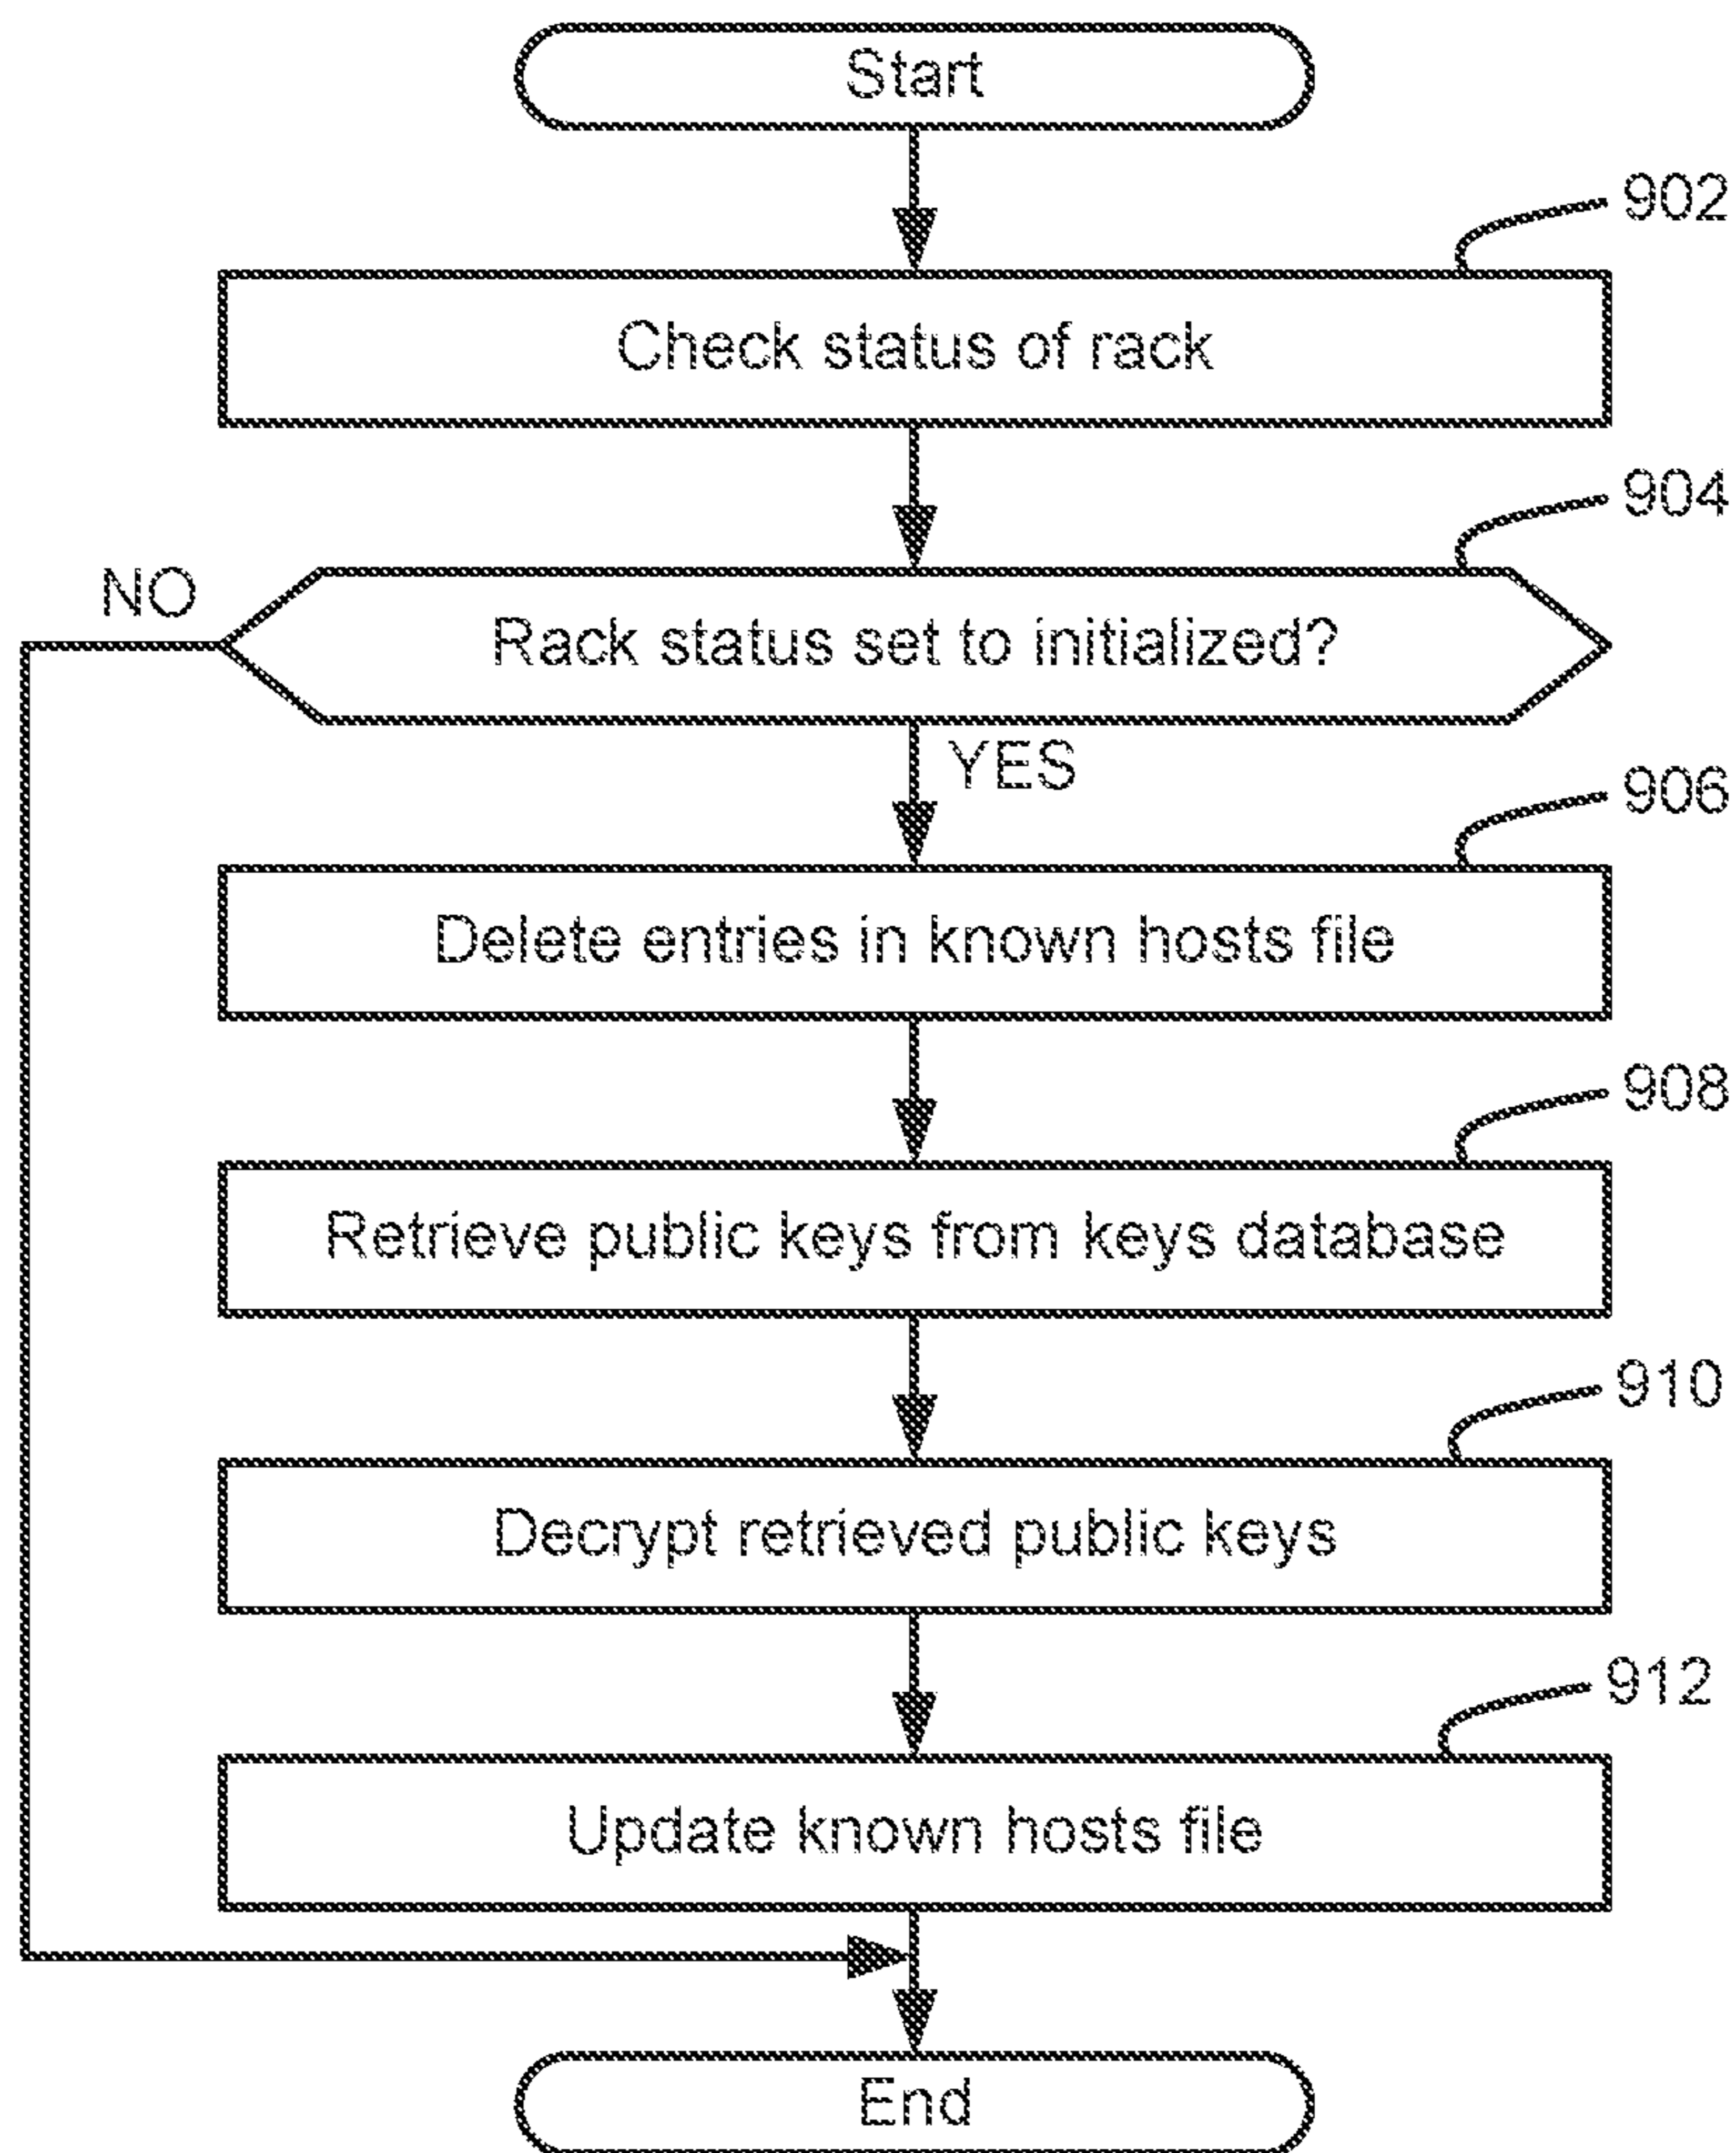 Start
902
Check status of rack
904
NO
Rack status set to initialized?
YES
906
Delete entries in known hosts file
908
Retrieve public keys from keys database
910
Decrypt retrieved public keys
912
Update known hosts file
End